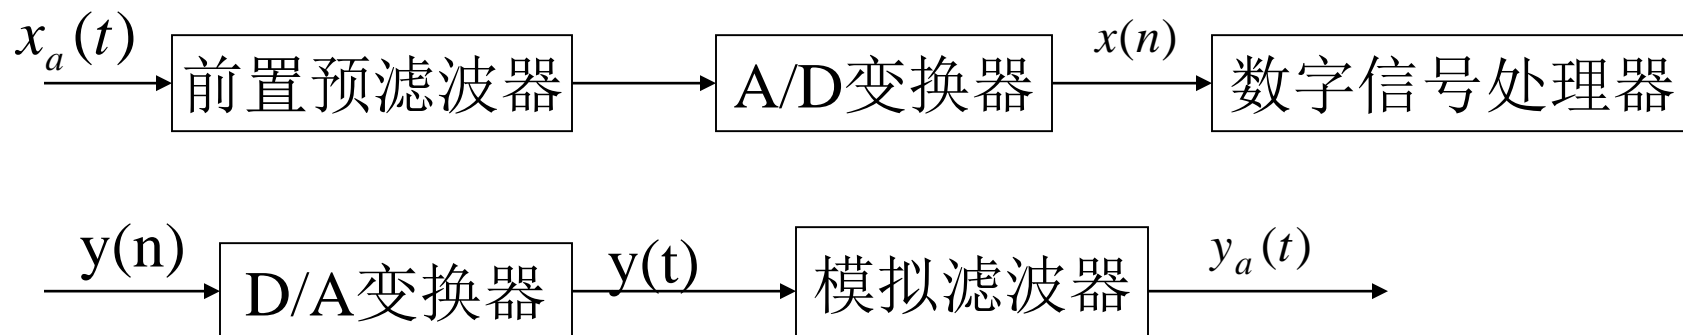 xₐ(t) 前置预滤波器 A/D变换器 x(n) 数字信号处理器
y(n) D/A变换器 y(t) 模拟滤波器 yₐ(t)